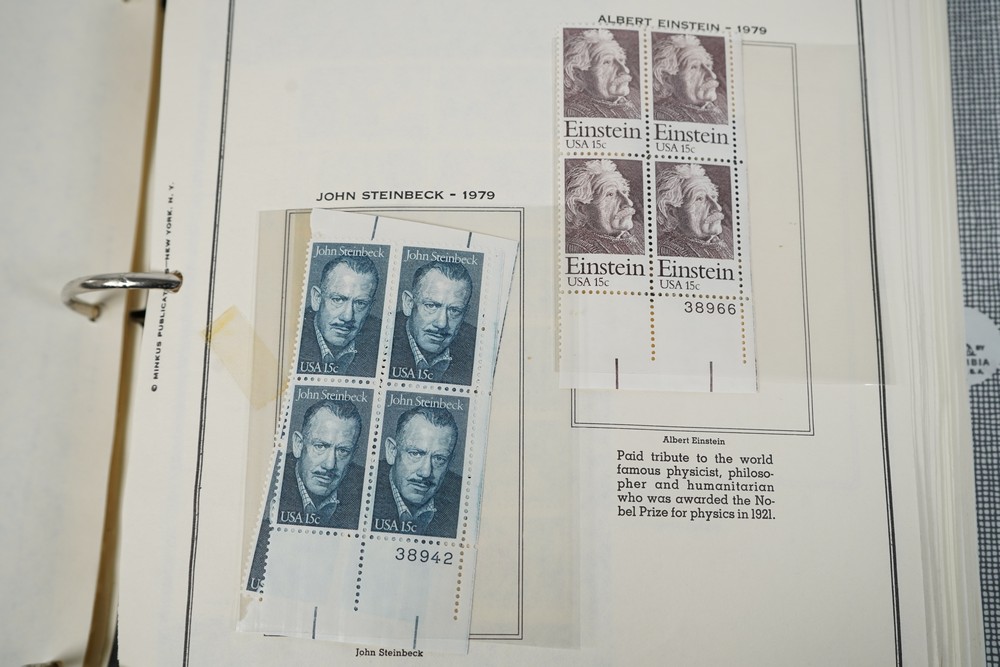 ALBERT EINSTEIN - 1979
Einstein
USA 15c
Einstein
USA 15c
Einstein
USA 15c
Einstein
USA 15c
38966
Albert Einstein
Paid tribute to the world
famous physicist, philoso-
pher and humanitarian
who was awarded the No-
bel Prize for physics in 1921.
JOHN STEINBECK - 1979
John Steinbeck
USA 15c
John Steinbeck
USA 15c
John Steinbeck
USA 15c
John Steinbeck
USA 15c
38942
John Steinbeck
© MINKUS NEW YORK, N. Y.